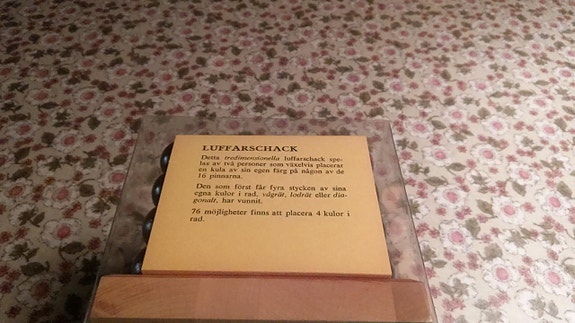 LUFFARSCHACK
Detta tredimensionella luffarschack spe-
las av två personer som växelvis placerat
en kula av sin egen färg på någon av de
16 pinnarna.
Den som först får fyra stycken av sina
egna kulor i rad, vågrät, lodrät eller dia-
gonalt, har vunnit.
76 möjligheter finns att placera 4 kulor i
rad.